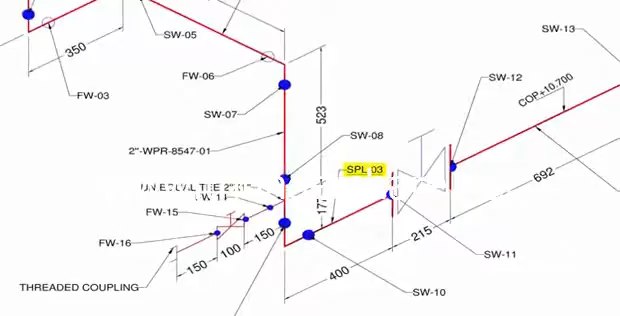 SW-13
SW-05
350
FW-06
SW-12
COP+10.700
FW-03
SW-07
523
2"-WPR-8547-01
SW-08
SPL 03
692
177
FW-15
FW-16
150
100
150
215
SW-11
400
THREADED COUPLING
SW-10